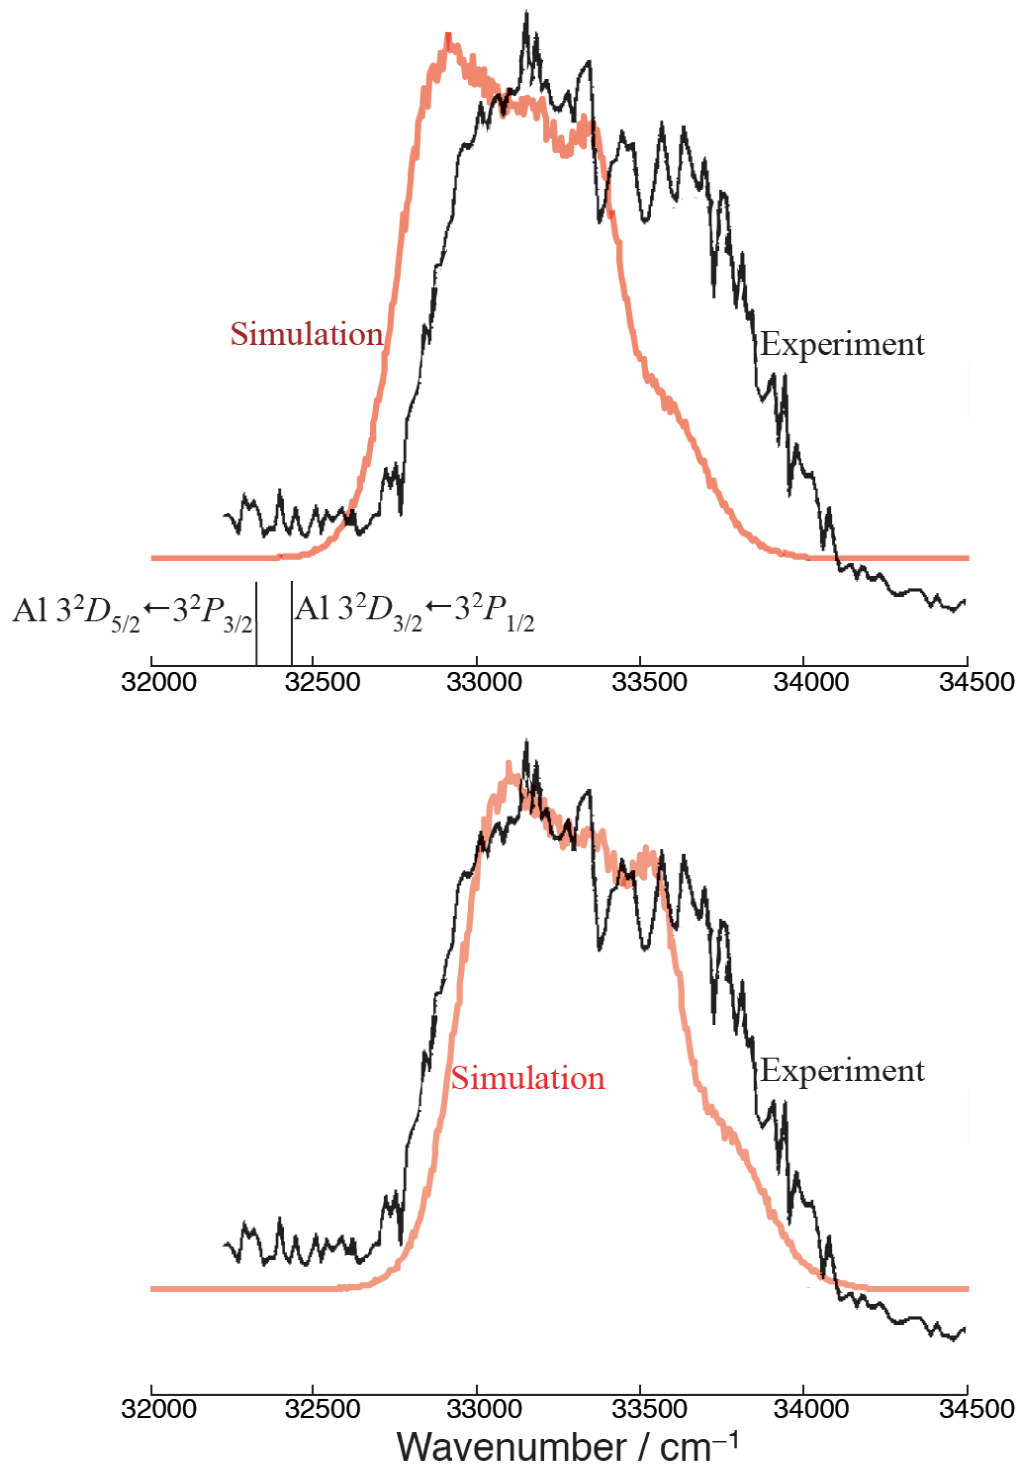 Simulation
Experiment
Al 3²D₅/₂←3²P₃/₂
Al 3²D₃/₂←3²P₁/₂
32000 32500 33000 33500 34000 34500
Simulation
Experiment
32000 32500 33000 33500 34000 34500
Wavenumber / cm⁻¹